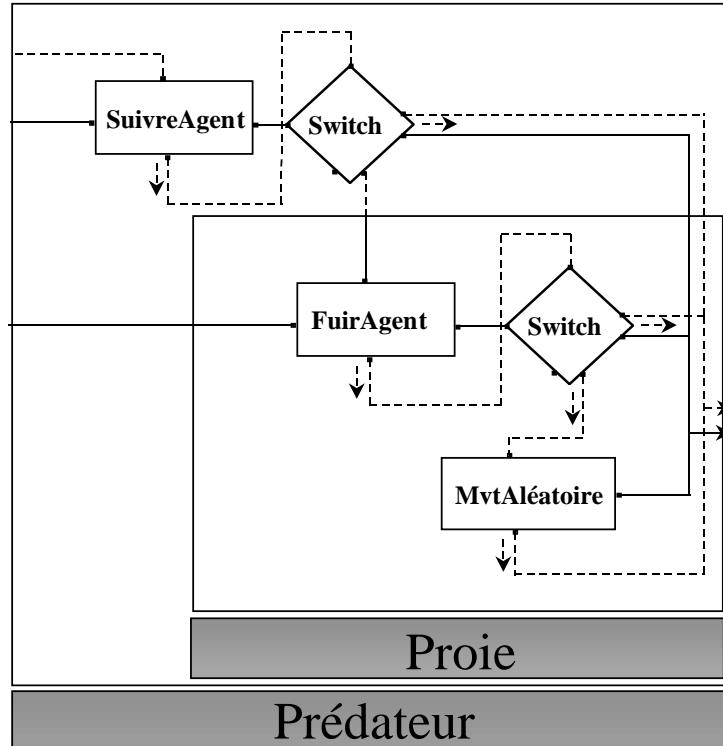 SuivreAgent
Switch
FuirAgent
Switch
MvtAléatoire
Proie
Prédateur